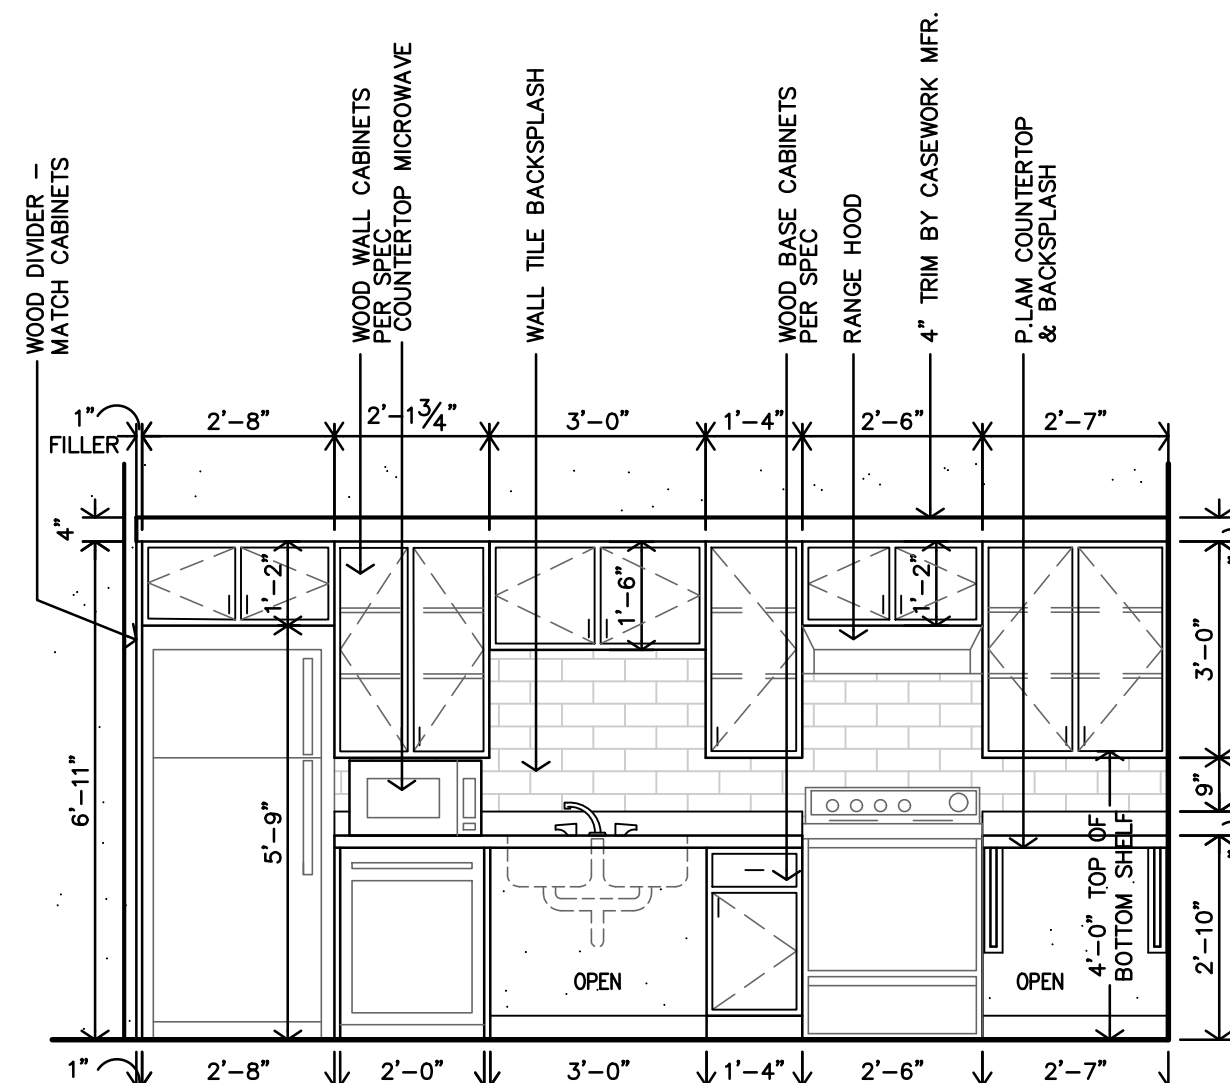 WOOD DIVIDER –
MATCH CABINETS
WOOD WALL CABINETS
PER SPEC
COUNTERTOP MICROWAVE
WALL TILE BACKSPLASH
WOOD BASE CABINETS
PER SPEC
RANGE HOOD
4" TRIM BY CASEWORK MFR.
P.LAM COUNTERTOP
& BACKSPLASH
1"
FILLER
2'-8"
2'-1¾"
3'-0"
1'-4"
2'-6"
2'-7"
4"
6'-11"
1'-2"
5'-9"
1'-6"
1'-2"
3'-0"
9"
2'-10"
4'-0" TOP OF
BOTTOM SHELF
OPEN
OPEN
1"
2'-8"
2'-0"
3'-0"
1'-4"
2'-6"
2'-7"